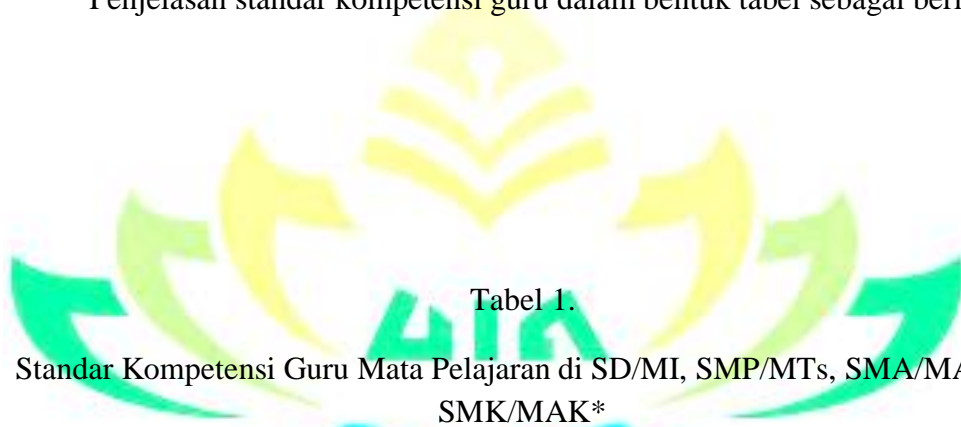 Penjelasan standar kompetensi guru dalam bentuk tabel sebagai
Tabel 1.
Standar Kompetensi Guru Mata Pelajaran di SD/MI, SMP/MTs, SMA/MA
SMK/MAK*